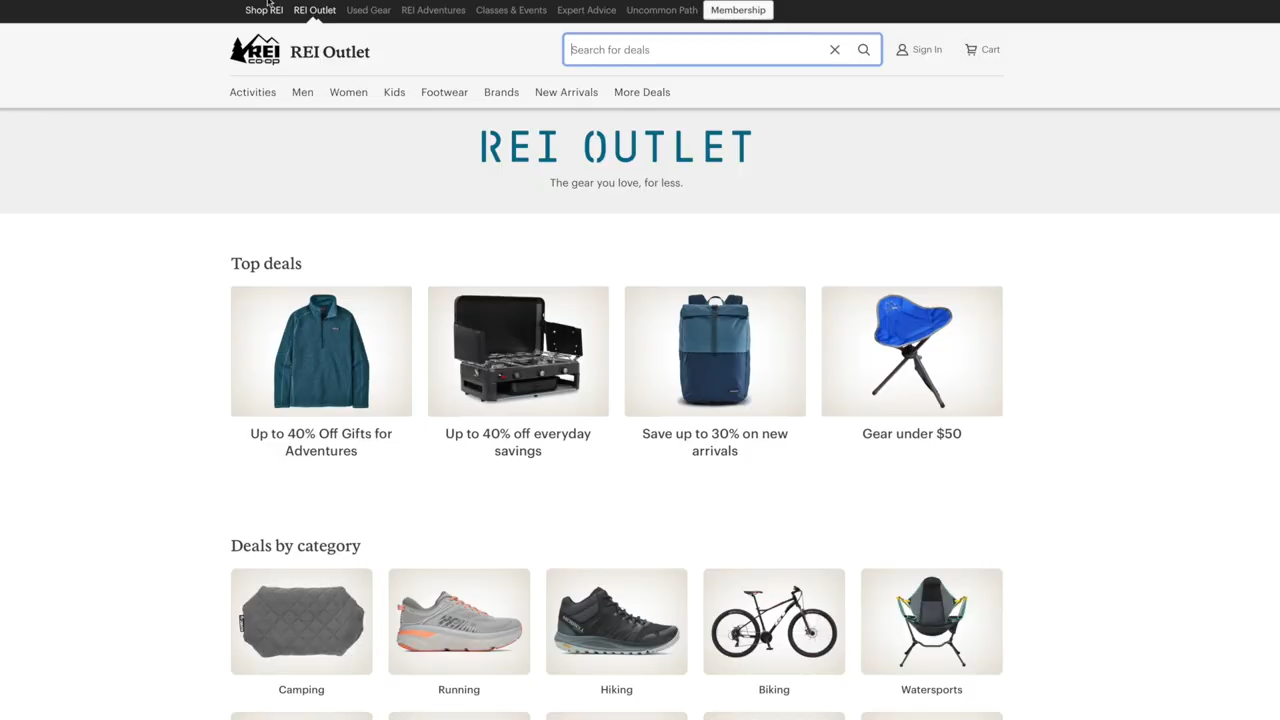 Shop REI REI Outlet Used Gear REI Adventures Classes & Events Expert Advice Uncommon Path Membership
REI CO·OP REI Outlet Search for deals Sign In Cart
Activities Men Women Kids Footwear Brands New Arrivals More Deals
REI OUTLET
The gear you love, for less.
Top deals
Up to 40% Off Gifts for
Adventures
Up to 40% off everyday
savings
Save up to 30% on new
arrivals
Gear under $50
Deals by category
MERRELL
Camping Running Hiking Biking Watersports